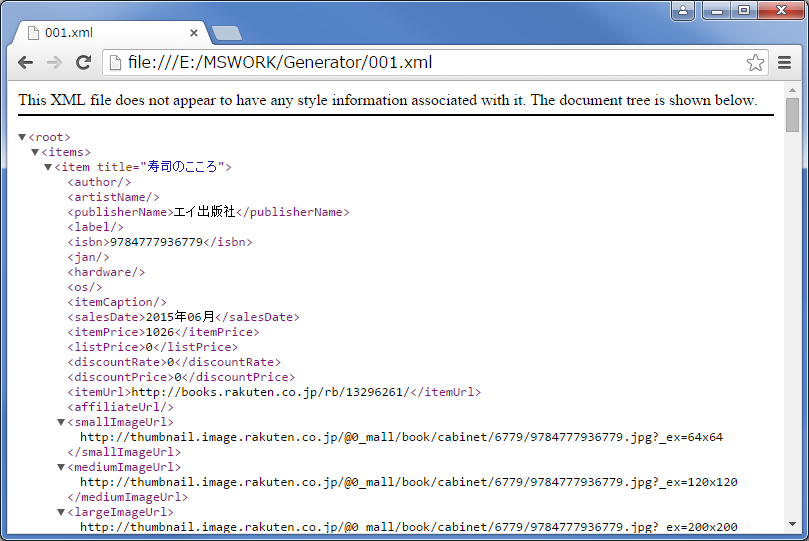 001.xml
file:///E:/MSWORK/Generator/001.xml
This XML file does not appear to have any style information associated with it. The document tree is shown below.
▼<root>
▼<items>
▼<item title="寿司のこころ">
<author/>
<artistName/>
<publisherName>エイ出版社</publisherName>
<label/>
<isbn>9784777936779</isbn>
<jan/>
<hardware/>
<os/>
<itemCaption/>
<salesDate>2015年06月</salesDate>
<itemPrice>1026</itemPrice>
<listPrice>0</listPrice>
<discountRate>0</discountRate>
<discountPrice>0</discountPrice>
<itemUrl>http://books.rakuten.co.jp/rb/13296261/</itemUrl>
<affiliateUrl/>
▼<smallImageUrl>
http://thumbnail.image.rakuten.co.jp/@0_mall/book/cabinet/6779/9784777936779.jpg?_ex=64x64
</smallImageUrl>
▼<mediumImageUrl>
http://thumbnail.image.rakuten.co.jp/@0_mall/book/cabinet/6779/9784777936779.jpg?_ex=120x120
</mediumImageUrl>
▼<largeImageUrl>
http://thumbnail.image.rakuten.co.jp/@0_mall/book/cabinet/6779/9784777936779.jpg?_ex=200x200